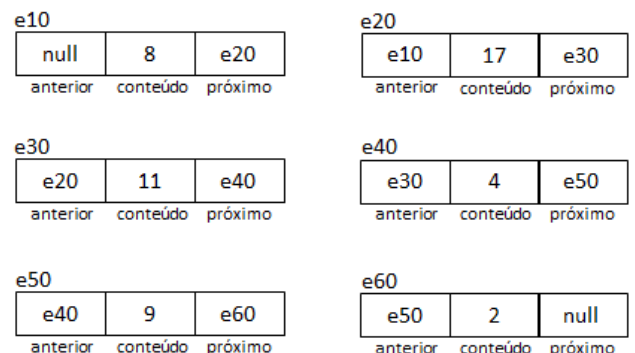 e10
null 8 e20
anterior conteúdo próximo
e20
e10 17 e30
anterior conteúdo próximo
e30
e20 11 e40
anterior conteúdo próximo
e40
e30 4 e50
anterior conteúdo próximo
e50
e40 9 e60
anterior conteúdo próximo
e60
e50 2 null
anterior conteúdo próximo